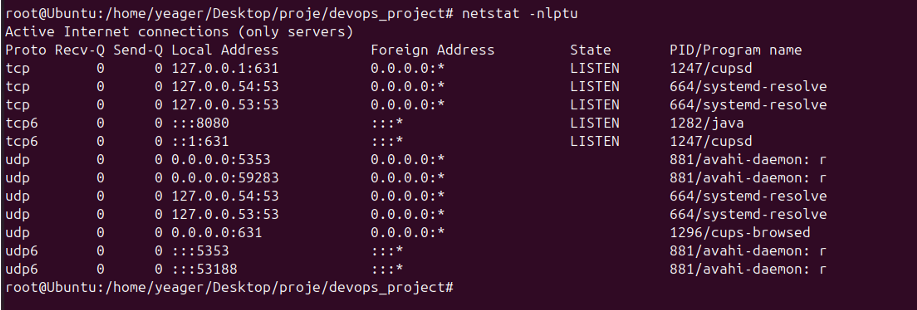 root@Ubuntu:/home/yeager/Desktop/proje/devops_project# netstat -nlptu
Active Internet connections (only servers)
Proto Recv-Q Send-Q Local Address           Foreign Address         State       PID/Program name
tcp        0      0 127.0.0.1:631           0.0.0.0:*               LISTEN      1247/cupsd
tcp        0      0 127.0.0.54:53           0.0.0.0:*               LISTEN      664/systemd-resolve
tcp        0      0 127.0.0.53:53           0.0.0.0:*               LISTEN      664/systemd-resolve
tcp6       0      0 :::8080                 :::*                    LISTEN      1282/java
tcp6       0      0 ::1:631                 :::*                    LISTEN      1247/cupsd
udp        0      0 0.0.0.0:5353            0.0.0.0:*                           881/avahi-daemon: r
udp        0      0 0.0.0.0:59283           0.0.0.0:*                           881/avahi-daemon: r
udp        0      0 127.0.0.54:53           0.0.0.0:*                           664/systemd-resolve
udp        0      0 127.0.0.53:53           0.0.0.0:*                           664/systemd-resolve
udp        0      0 0.0.0.0:631             0.0.0.0:*                           1296/cups-browsed
udp6       0      0 :::5353                 :::*                                881/avahi-daemon: r
udp6       0      0 :::53188                :::*                                881/avahi-daemon: r
root@Ubuntu:/home/yeager/Desktop/proje/devops_project#